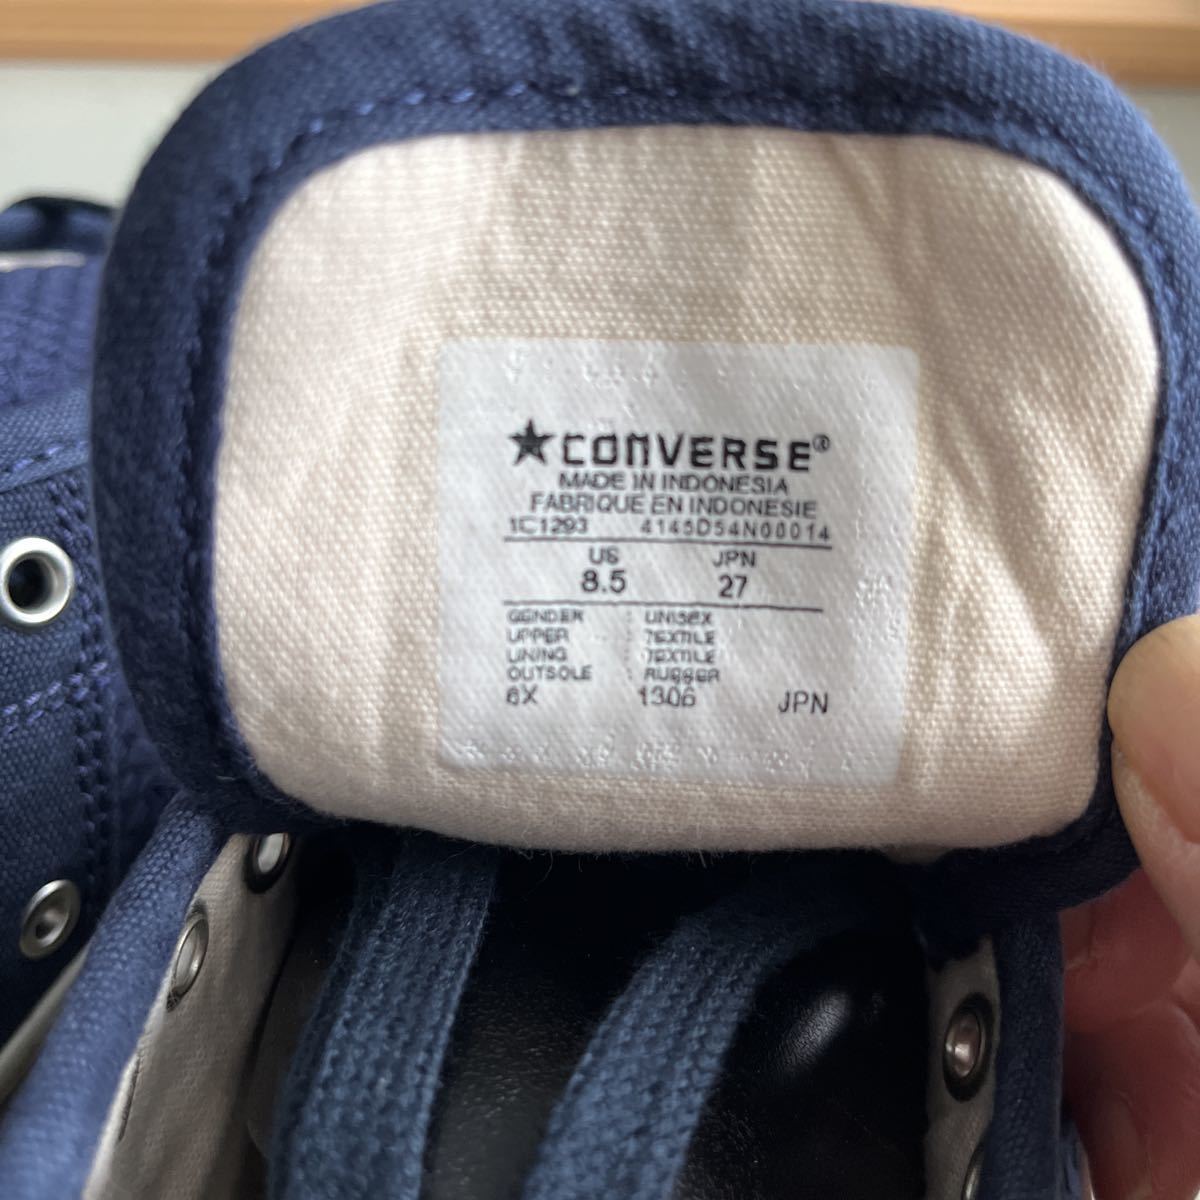 ★CONVERSE®
MADE IN INDONESIA
FABRIQUE EN INDONESIE
1C1293 4145D54N00014
US JPN
8.5 27
GENDER : UNISEX
UPPER : TEXTILE
LINING : TEXTILE
OUTSOLE : RUBBER
6X 1306 JPN